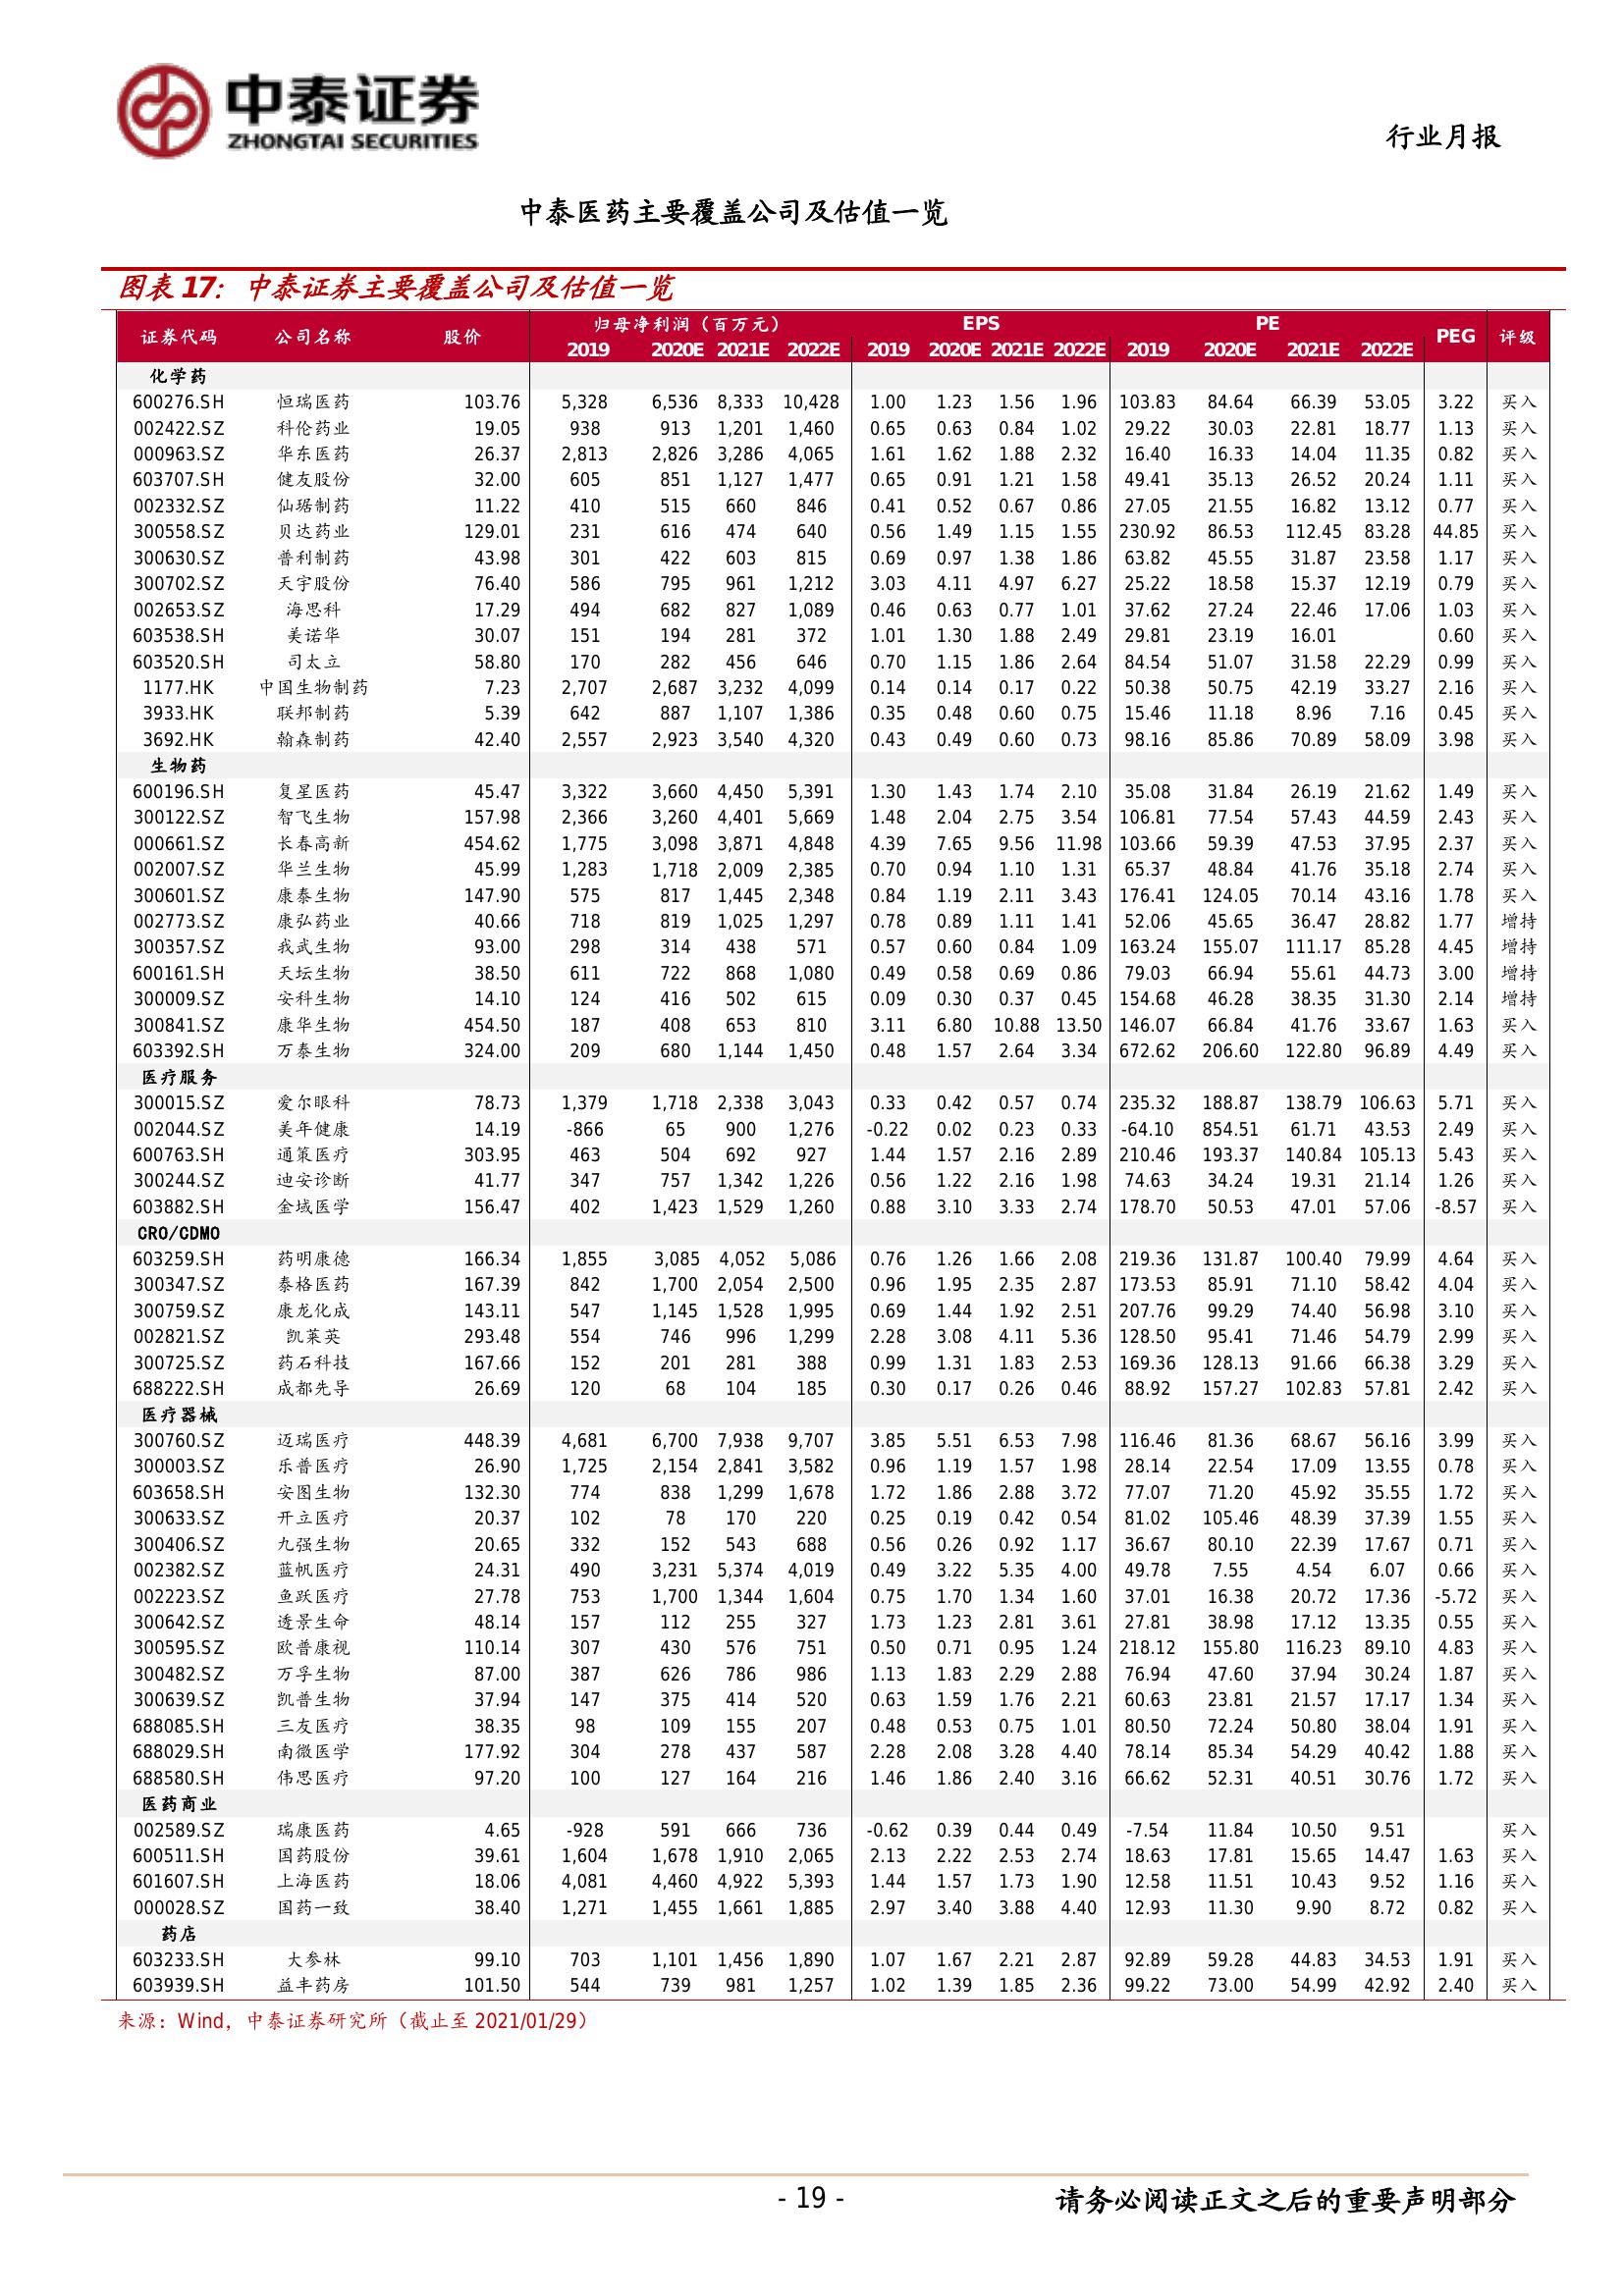 中泰证券
ZHONGTAI SECURITIES
行业月报
中泰医药主要覆盖公司及估值一览
图表 17：中泰证券主要覆盖公司及估值一览
证券代码 公司名称 股价 归母净利润（百万元） EPS PE PEG 评级
2019 2020E 2021E 2022E 2019 2020E 2021E 2022E 2019 2020E 2021E 2022E
化学药
600276.SH 恒瑞医药 103.76 5,328 6,536 8,333 10,428 1.00 1.23 1.56 1.96 103.83 84.64 66.39 53.05 3.22 买入
002422.SZ 科伦药业 19.05 938 913 1,201 1,460 0.65 0.63 0.84 1.02 29.22 30.03 22.81 18.77 1.13 买入
000963.SZ 华东医药 26.37 2,813 2,826 3,286 4,065 1.61 1.62 1.88 2.32 16.40 16.33 14.04 11.35 0.82 买入
603707.SH 健友股份 32.00 605 851 1,127 1,477 0.65 0.91 1.21 1.58 49.41 35.13 26.52 20.24 1.11 买入
002332.SZ 仙琚制药 11.22 410 515 660 846 0.41 0.52 0.67 0.86 27.05 21.55 16.82 13.12 0.77 买入
300558.SZ 贝达药业 129.01 231 616 474 640 0.56 1.49 1.15 1.55 230.92 86.53 112.45 83.28 44.85 买入
300630.SZ 普利制药 43.98 301 422 603 815 0.69 0.97 1.38 1.86 63.82 45.55 31.87 23.58 1.17 买入
300702.SZ 天宇股份 76.40 586 795 961 1,212 3.03 4.11 4.97 6.27 25.22 18.58 15.37 12.19 0.79 买入
002653.SZ 海思科 17.29 494 682 827 1,089 0.46 0.63 0.77 1.01 37.62 27.24 22.46 17.06 1.03 买入
603538.SH 美诺华 30.07 151 194 281 372 1.01 1.30 1.88 2.49 29.81 23.19 16.01 0.60 买入
603520.SH 司太立 58.80 170 282 456 646 0.70 1.15 1.86 2.64 84.54 51.07 31.58 22.29 0.99 买入
1177.HK 中国生物制药 7.23 2,707 2,687 3,232 4,099 0.14 0.14 0.17 0.22 50.38 50.75 42.19 33.27 2.16 买入
3933.HK 联邦制药 5.39 642 887 1,107 1,386 0.35 0.48 0.60 0.75 15.46 11.18 8.96 7.16 0.45 买入
3692.HK 翰森制药 42.40 2,557 2,923 3,540 4,320 0.43 0.49 0.60 0.73 98.16 85.86 70.89 58.09 3.98 买入
生物药
600196.SH 复星医药 45.47 3,322 3,660 4,450 5,391 1.30 1.43 1.74 2.10 35.08 31.84 26.19 21.62 1.49 买入
300122.SZ 智飞生物 157.98 2,366 3,260 4,401 5,669 1.48 2.04 2.75 3.54 106.81 77.54 57.43 44.59 2.43 买入
000661.SZ 长春高新 454.62 1,775 3,098 3,871 4,848 4.39 7.65 9.56 11.98 103.66 59.39 47.53 37.95 2.37 买入
002007.SZ 华兰生物 45.99 1,283 1,718 2,009 2,385 0.70 0.94 1.10 1.31 65.37 48.84 41.76 35.18 2.74 买入
300601.SZ 康泰生物 147.90 575 817 1,445 2,348 0.84 1.19 2.11 3.43 176.41 124.05 70.14 43.16 1.78 买入
002773.SZ 康弘药业 40.66 718 819 1,025 1,297 0.78 0.89 1.11 1.41 52.06 45.65 36.47 28.82 1.77 增持
300357.SZ 我武生物 93.00 298 314 438 571 0.57 0.60 0.84 1.09 163.24 155.07 111.17 85.28 4.45 增持
600161.SH 天坛生物 38.50 611 722 868 1,080 0.49 0.58 0.69 0.86 79.03 66.94 55.61 44.73 3.00 增持
300009.SZ 安科生物 14.10 124 416 502 615 0.09 0.30 0.37 0.45 154.68 46.28 38.35 31.30 2.14 增持
300841.SZ 康华生物 454.50 187 408 653 810 3.11 6.80 10.88 13.50 146.07 66.84 41.76 33.67 1.63 买入
603392.SH 万泰生物 324.00 209 680 1,144 1,450 0.48 1.57 2.64 3.34 672.62 206.60 122.80 96.89 4.49 买入
医疗服务
300015.SZ 爱尔眼科 78.73 1,379 1,718 2,338 3,043 0.33 0.42 0.57 0.74 235.32 188.87 138.79 106.63 5.71 买入
002044.SZ 美年健康 14.19 -866 65 900 1,276 -0.22 0.02 0.23 0.33 -64.10 854.51 61.71 43.53 2.49 买入
600763.SH 通策医疗 303.95 463 504 692 927 1.44 1.57 2.16 2.89 210.46 193.37 140.84 105.13 5.43 买入
300244.SZ 迪安诊断 41.77 347 757 1,342 1,226 0.56 1.22 2.16 1.98 74.63 34.24 19.31 21.14 1.26 买入
603882.SH 金域医学 156.47 402 1,423 1,529 1,260 0.88 3.10 3.33 2.74 178.70 50.53 47.01 57.06 -8.57 买入
CRO/CDMO
603259.SH 药明康德 166.34 1,855 3,085 4,052 5,086 0.76 1.26 1.66 2.08 219.36 131.87 100.40 79.99 4.64 买入
300347.SZ 泰格医药 167.39 842 1,700 2,054 2,500 0.96 1.95 2.35 2.87 173.53 85.91 71.10 58.42 4.04 买入
300759.SZ 康龙化成 143.11 547 1,145 1,528 1,995 0.69 1.44 1.92 2.51 207.76 99.29 74.40 56.98 3.10 买入
002821.SZ 凯莱英 293.48 554 746 996 1,299 2.28 3.08 4.11 5.36 128.50 95.41 71.46 54.79 2.99 买入
300725.SZ 药石科技 167.66 152 201 281 388 0.99 1.31 1.83 2.53 169.36 128.13 91.66 66.38 3.29 买入
688222.SH 成都先导 26.69 120 68 104 185 0.30 0.17 0.26 0.46 88.92 157.27 102.83 57.81 2.42 买入
医疗器械
300760.SZ 迈瑞医疗 448.39 4,681 6,700 7,938 9,707 3.85 5.51 6.53 7.98 116.46 81.36 68.67 56.16 3.99 买入
300003.SZ 乐普医疗 26.90 1,725 2,154 2,841 3,582 0.96 1.19 1.57 1.98 28.14 22.54 17.09 13.55 0.78 买入
603658.SH 安图生物 132.30 774 838 1,299 1,678 1.72 1.86 2.88 3.72 77.07 71.20 45.92 35.55 1.72 买入
300633.SZ 开立医疗 20.37 102 78 170 220 0.25 0.19 0.42 0.54 81.02 105.46 48.39 37.39 1.55 买入
300406.SZ 九强生物 20.65 332 152 543 688 0.56 0.26 0.92 1.17 36.67 80.10 22.39 17.67 0.71 买入
002382.SZ 蓝帆医疗 24.31 490 3,231 5,374 4,019 0.49 3.22 5.35 4.00 49.78 7.55 4.54 6.07 0.66 买入
002223.SZ 鱼跃医疗 27.78 753 1,700 1,344 1,604 0.75 1.70 1.34 1.60 37.01 16.38 20.72 17.36 -5.72 买入
300642.SZ 透景生命 48.14 157 112 255 327 1.73 1.23 2.81 3.61 27.81 38.98 17.12 13.35 0.55 买入
300595.SZ 欧普康视 110.14 307 430 576 751 0.50 0.71 0.95 1.24 218.12 155.80 116.23 89.10 4.83 买入
300482.SZ 万孚生物 87.00 387 626 786 986 1.13 1.83 2.29 2.88 76.94 47.60 37.94 30.24 1.87 买入
300639.SZ 凯普生物 37.94 147 375 414 520 0.63 1.59 1.76 2.21 60.63 23.81 21.57 17.17 1.34 买入
688085.SH 三友医疗 38.35 98 109 155 207 0.48 0.53 0.75 1.01 80.50 72.24 50.80 38.04 1.91 买入
688029.SH 南微医学 177.92 304 278 437 587 2.28 2.08 3.28 4.40 78.14 85.34 54.29 40.42 1.88 买入
688580.SH 伟思医疗 97.20 100 127 164 216 1.46 1.86 2.40 3.16 66.62 52.31 40.51 30.76 1.72 买入
医药商业
002589.SZ 瑞康医药 4.65 -928 591 666 736 -0.62 0.39 0.44 0.49 -7.54 11.84 10.50 9.51 买入
600511.SH 国药股份 39.61 1,604 1,678 1,910 2,065 2.13 2.22 2.53 2.74 18.63 17.81 15.65 14.47 1.63 买入
601607.SH 上海医药 18.06 4,081 4,460 4,922 5,393 1.44 1.57 1.73 1.90 12.58 11.51 10.43 9.52 1.16 买入
000028.SZ 国药一致 38.40 1,271 1,455 1,661 1,885 2.97 3.40 3.88 4.40 12.93 11.30 9.90 8.72 0.82 买入
药店
603233.SH 大参林 99.10 703 1,101 1,456 1,890 1.07 1.67 2.21 2.87 92.89 59.28 44.83 34.53 1.91 买入
603939.SH 益丰药房 101.50 544 739 981 1,257 1.02 1.39 1.85 2.36 99.22 73.00 54.99 42.92 2.40 买入
来源：Wind，中泰证券研究所（截止至 2021/01/29）
- 19 -
请务必阅读正文之后的重要声明部分